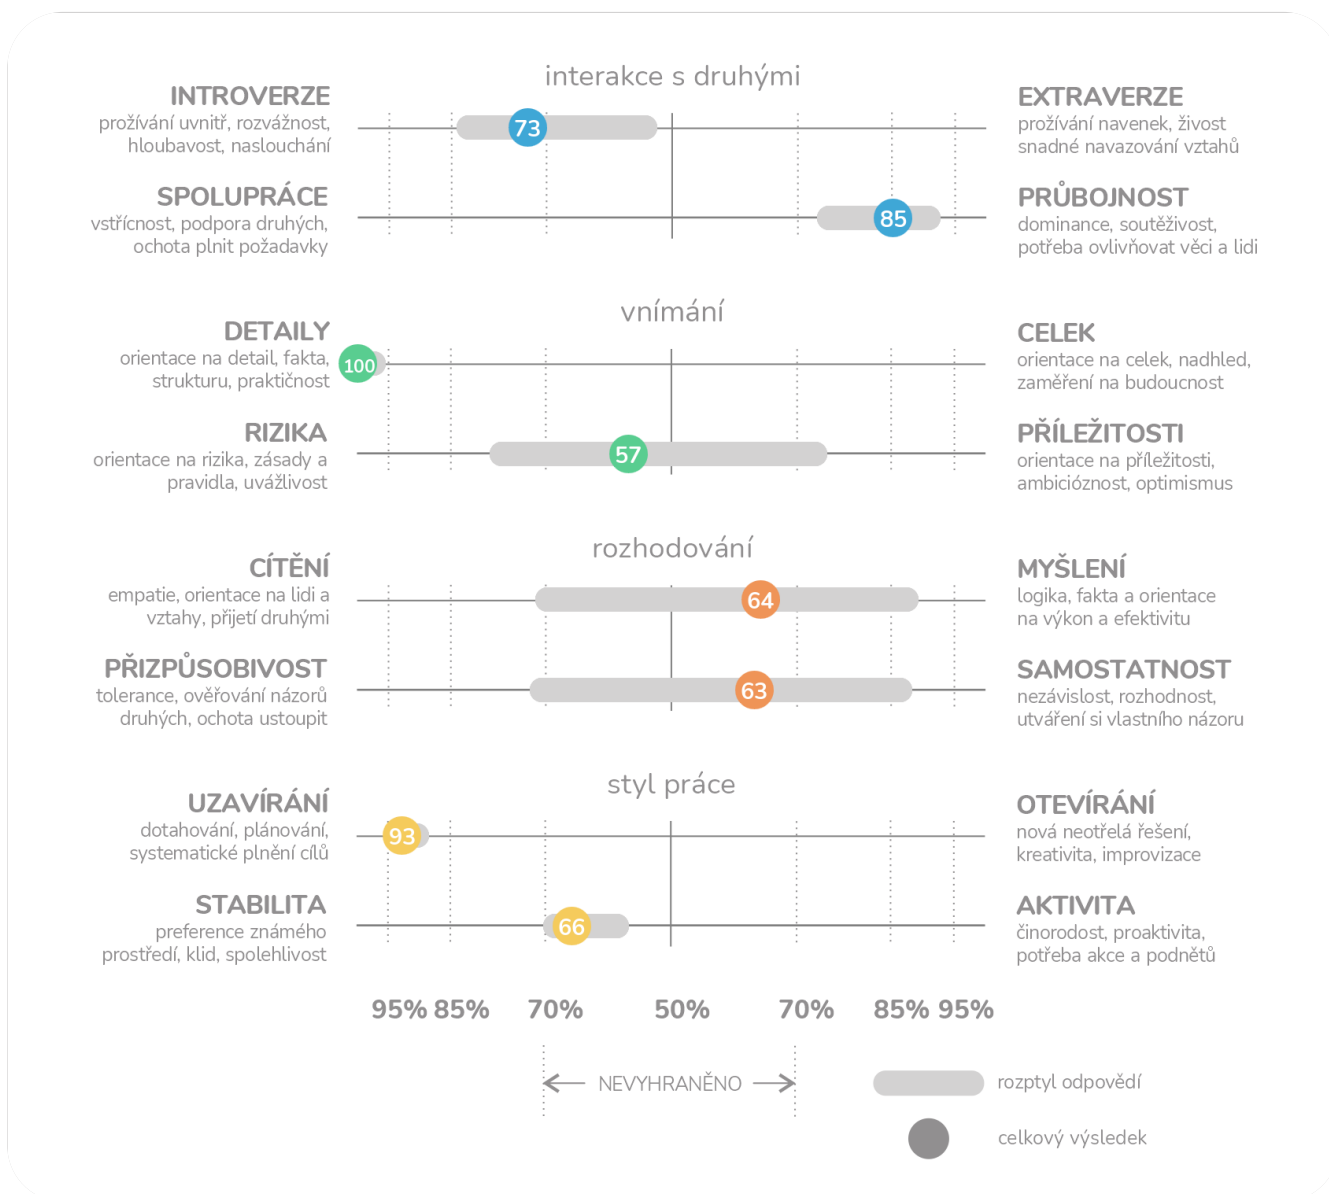 interakce s druhými
INTROVERZE
prožívání uvnitř, rozvážnost,
hloubavost, naslouchání
73
EXTRAVERZE
prožívání navenek, živost
snadné navazování vztahů
SPOLUPRÁCE
vstřícnost, podpora druhých,
ochota plnit požadavky
85
PRŮBOJNOST
dominance, soutěživost,
potřeba ovlivňovat věci a lidi
vnímání
DETAILY
orientace na detail, fakta,
strukturu, praktičnost
100
CELEK
orientace na celek, nadhled,
zaměření na budoucnost
RIZIKA
orientace na rizika, zásady a
pravidla, uvážlivost
57
PŘÍLEŽITOSTI
orientace na příležitosti,
ambicióznost, optimismus
rozhodování
CÍTĚNÍ
empatie, orientace na lidi a
vztahy, přijetí druhými
64
MYŠLENÍ
logika, fakta a orientace
na výkon a efektivitu
PŘIZPŮSOBIVOST
tolerance, ověřování názorů
druhých, ochota ustoupit
63
SAMOSTATNOST
nezávislost, rozhodnost,
utváření si vlastního názoru
styl práce
UZAVÍRÁNÍ
dotahování, plánování,
systematické plnění cílů
93
OTEVÍRÁNÍ
nová neotřelá řešení,
kreativita, improvizace
STABILITA
preference známého
prostředí, klid, spolehlivost
66
AKTIVITA
činorodost, proaktivita,
potřeba akce a podnětů
95% 85% 70% 50% 70% 85% 95%
NEVYHRANĚNO
rozptyl odpovědí
celkový výsledek